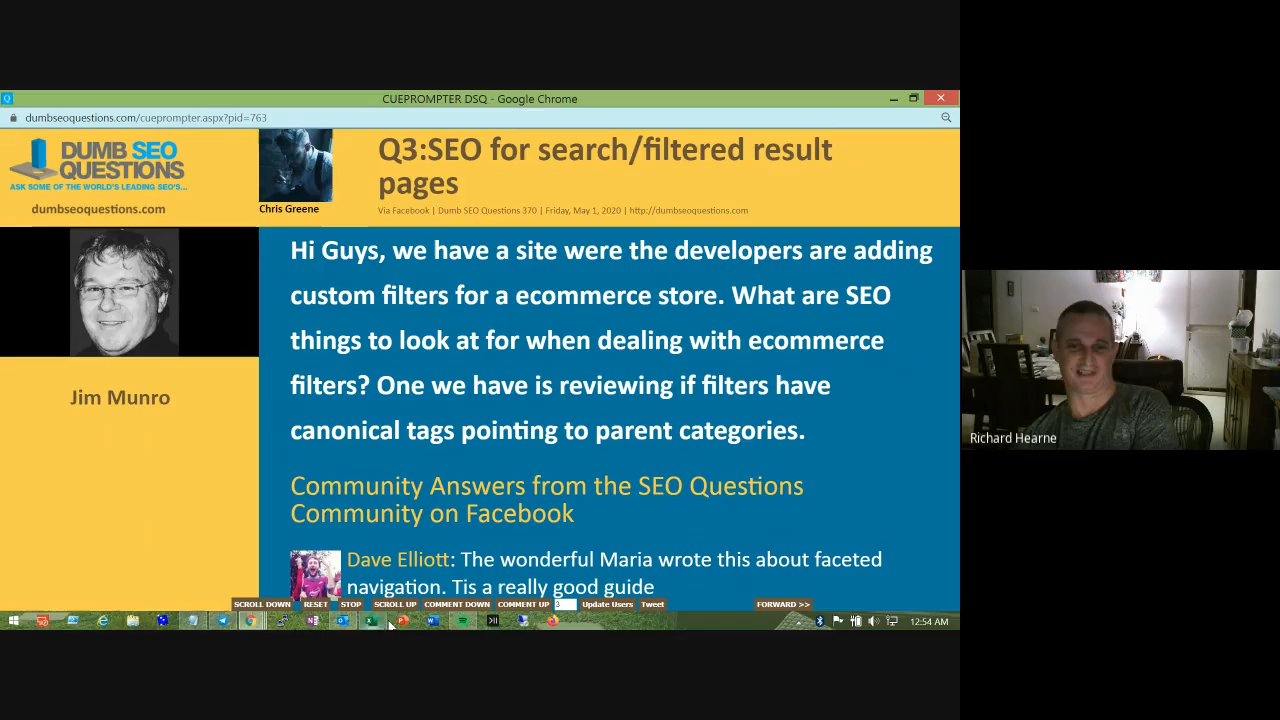 CUEPROMPTER DSQ - Google Chrome
dumbseoquestions.com/cueprompter.aspx?pid=763
DUMB SEO
QUESTIONS
ASK SOME OF THE WORLD'S LEADING SEO'S...
dumbseoquestions.com
Chris Greene
Q3:SEO for search/filtered result
pages
Via Facebook | Dumb SEO Questions 370 | Friday, May 1, 2020 | http://dumbseoquestions.com
Jim Munro
Hi Guys, we have a site were the developers are adding
custom filters for a ecommerce store. What are SEO
things to look at for when dealing with ecommerce
filters? One we have is reviewing if filters have
canonical tags pointing to parent categories.
Community Answers from the SEO Questions
Community on Facebook
Dave Elliott: The wonderful Maria wrote this about faceted
navigation. Tis a really good guide
SCROLL DOWN RESET STOP SCROLL UP COMMENT DOWN COMMENT UP Update Users Tweet FORWARD >>
12:54 AM
Richard Hearne